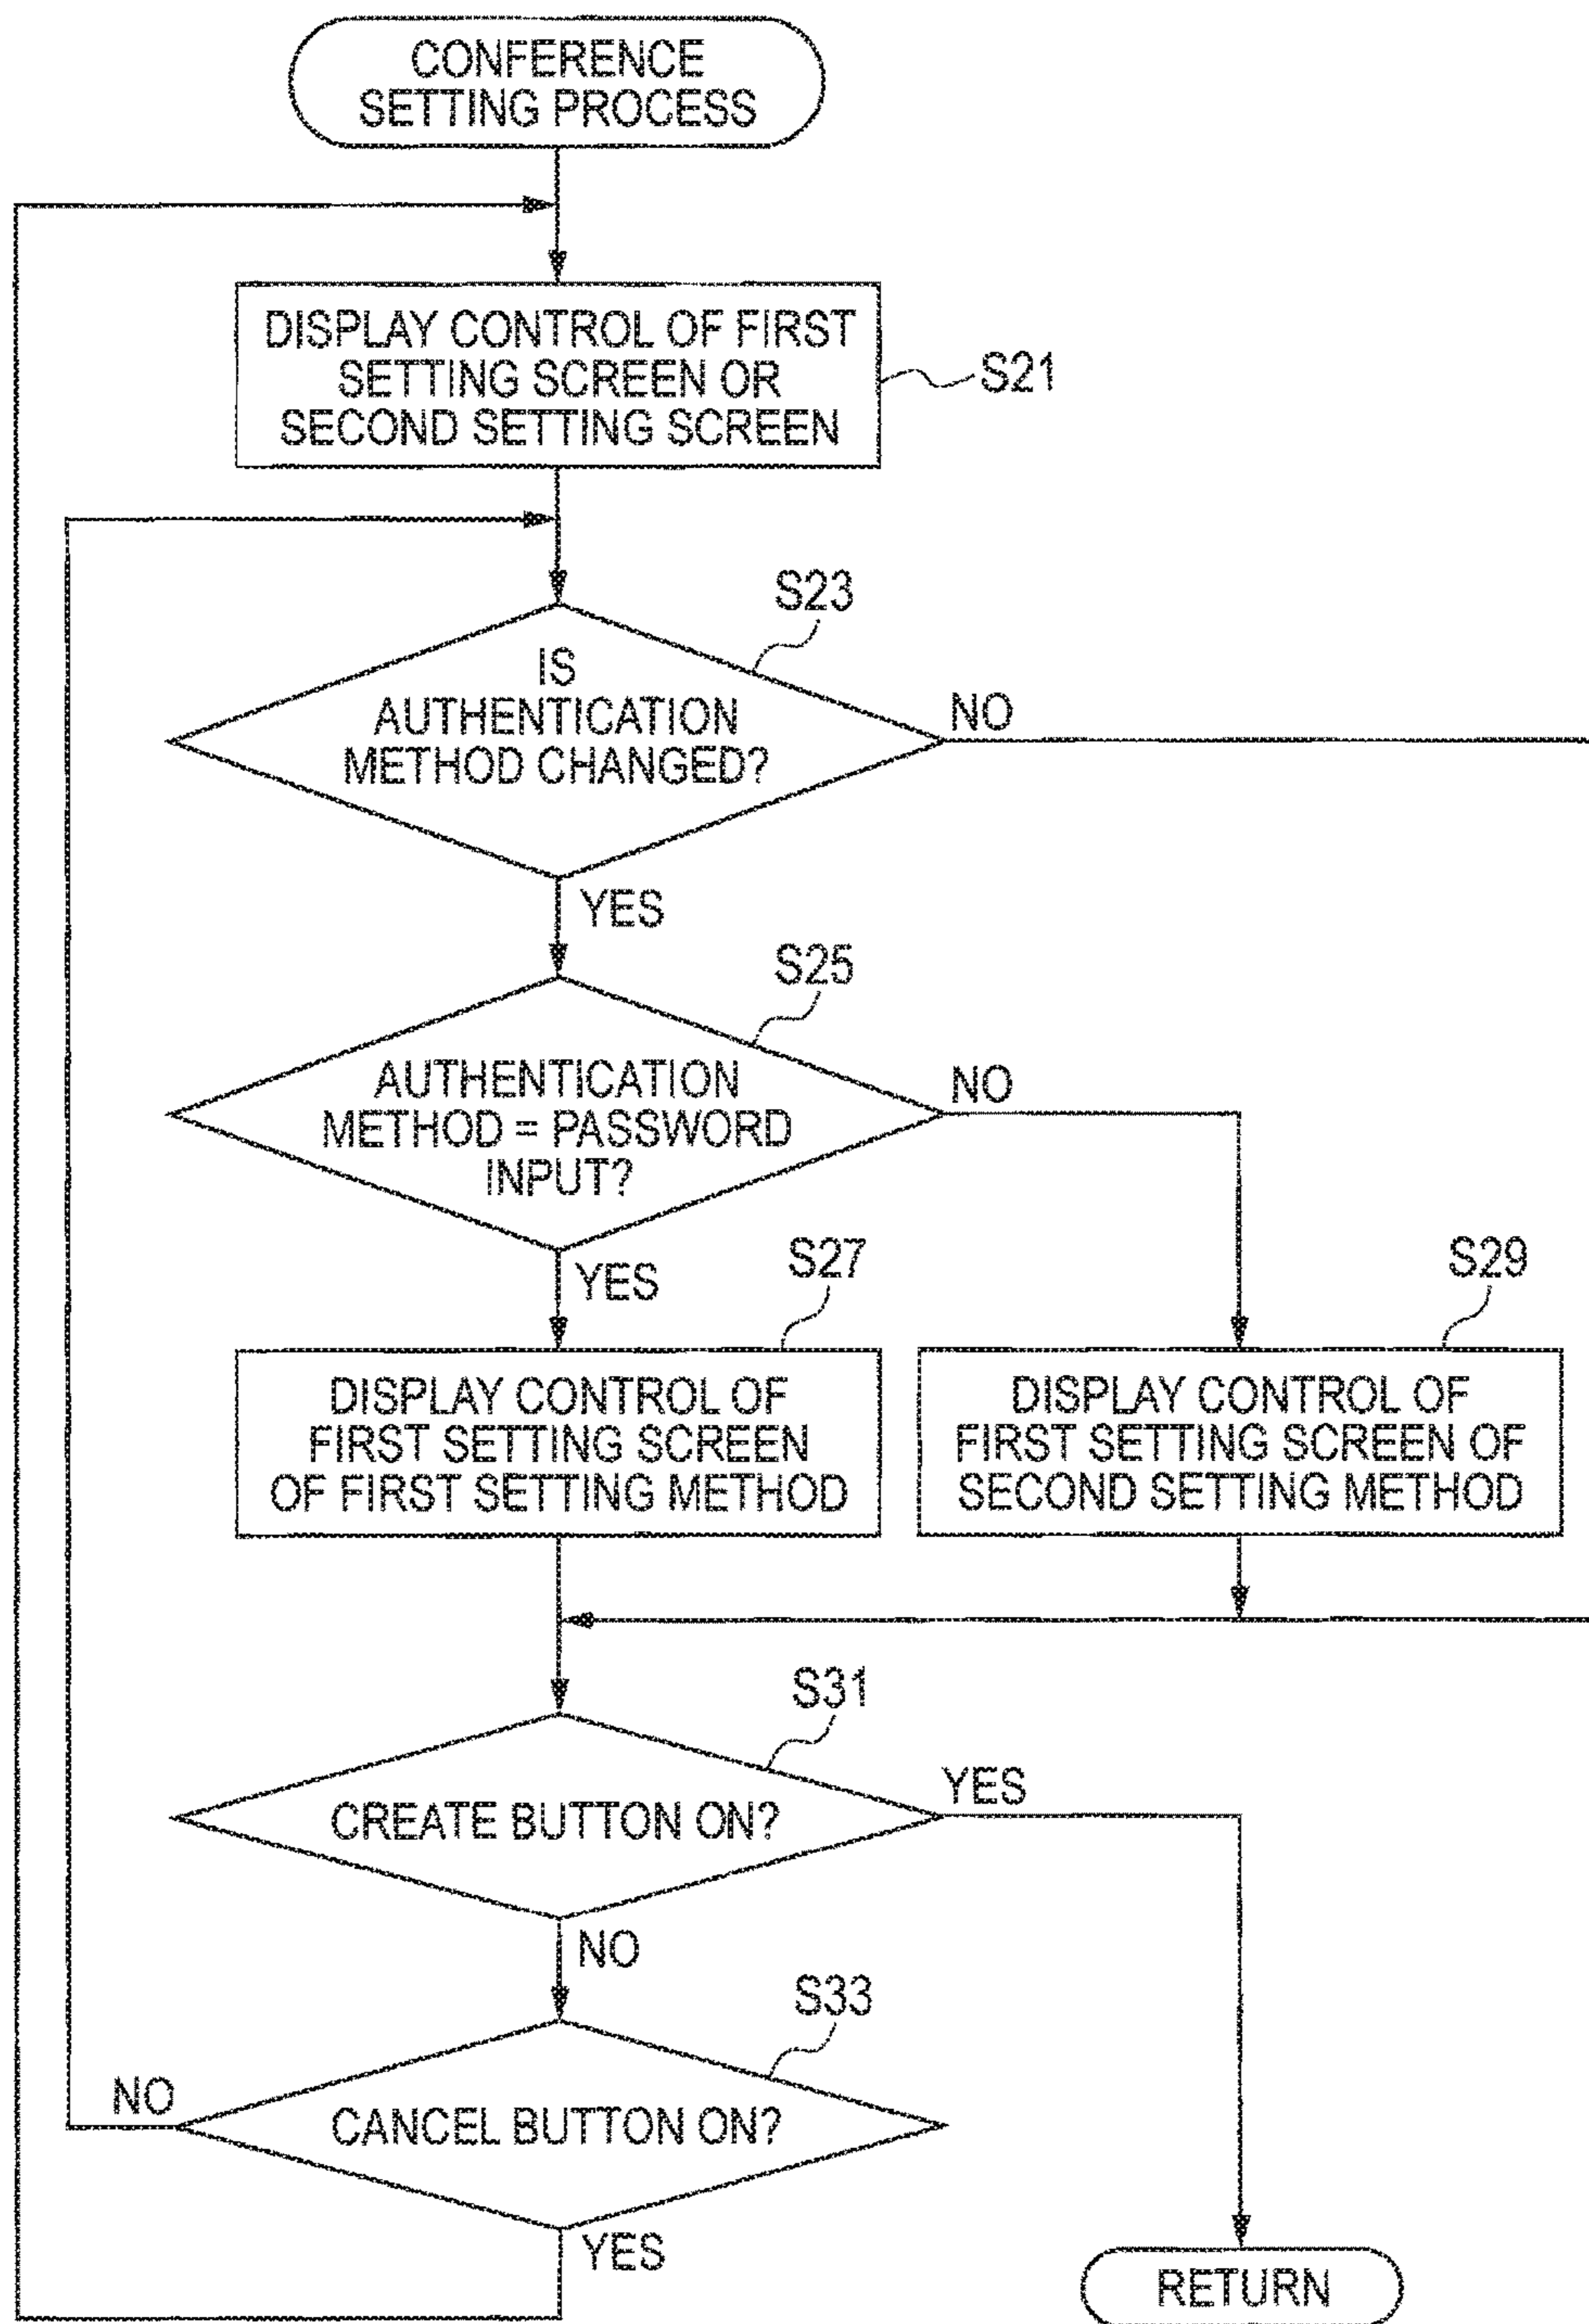 CONFERENCE
SETTING PROCESS
DISPLAY CONTROL OF FIRST
SETTING SCREEN OR
SECOND SETTING SCREEN
S21
S23
IS
AUTHENTICATION
METHOD CHANGED?
NO
YES
S25
AUTHENTICATION
METHOD = PASSWORD
INPUT?
NO
YES
S27
DISPLAY CONTROL OF
FIRST SETTING SCREEN
OF FIRST SETTING METHOD
S29
DISPLAY CONTROL OF
FIRST SETTING SCREEN OF
SECOND SETTING METHOD
S31
CREATE BUTTON ON?
YES
NO
S33
CANCEL BUTTON ON?
NO
YES
RETURN